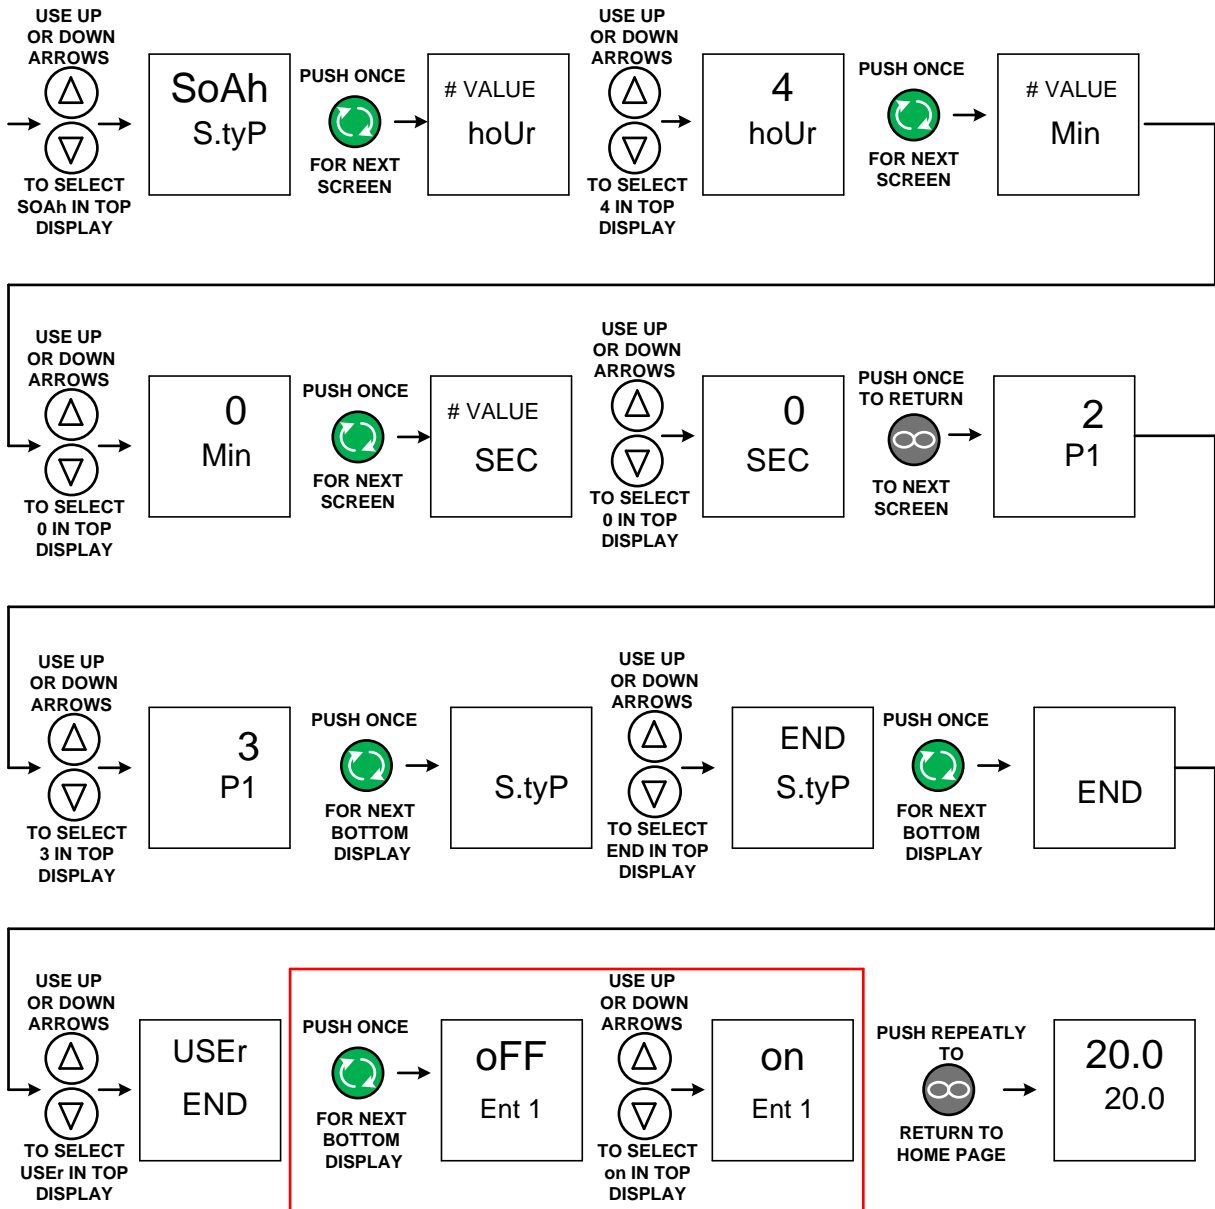 USE UP
OR DOWN
ARROWS
TO SELECT
SOAh IN TOP
DISPLAY
SoAh
S.tyP
PUSH ONCE
FOR NEXT
SCREEN
# VALUE
hoUr
USE UP
OR DOWN
ARROWS
TO SELECT
4 IN TOP
DISPLAY
4
hoUr
PUSH ONCE
FOR NEXT
SCREEN
# VALUE
Min
USE UP
OR DOWN
ARROWS
TO SELECT
0 IN TOP
DISPLAY
0
Min
PUSH ONCE
FOR NEXT
SCREEN
# VALUE
SEC
USE UP
OR DOWN
ARROWS
TO SELECT
0 IN TOP
DISPLAY
0
SEC
PUSH ONCE
TO RETURN
TO NEXT
SCREEN
2
P1
USE UP
OR DOWN
ARROWS
TO SELECT
3 IN TOP
DISPLAY
3
P1
PUSH ONCE
FOR NEXT
BOTTOM
DISPLAY
S.tyP
USE UP
OR DOWN
ARROWS
TO SELECT
END IN TOP
DISPLAY
END
S.tyP
PUSH ONCE
FOR NEXT
BOTTOM
DISPLAY
END
USE UP
OR DOWN
ARROWS
TO SELECT
USEr IN TOP
DISPLAY
USEr
END
PUSH ONCE
FOR NEXT
BOTTOM
DISPLAY
oFF
Ent 1
USE UP
OR DOWN
ARROWS
TO SELECT
on IN TOP
DISPLAY
on
Ent 1
PUSH REPEATLY
TO
RETURN TO
HOME PAGE
20.0
20.0